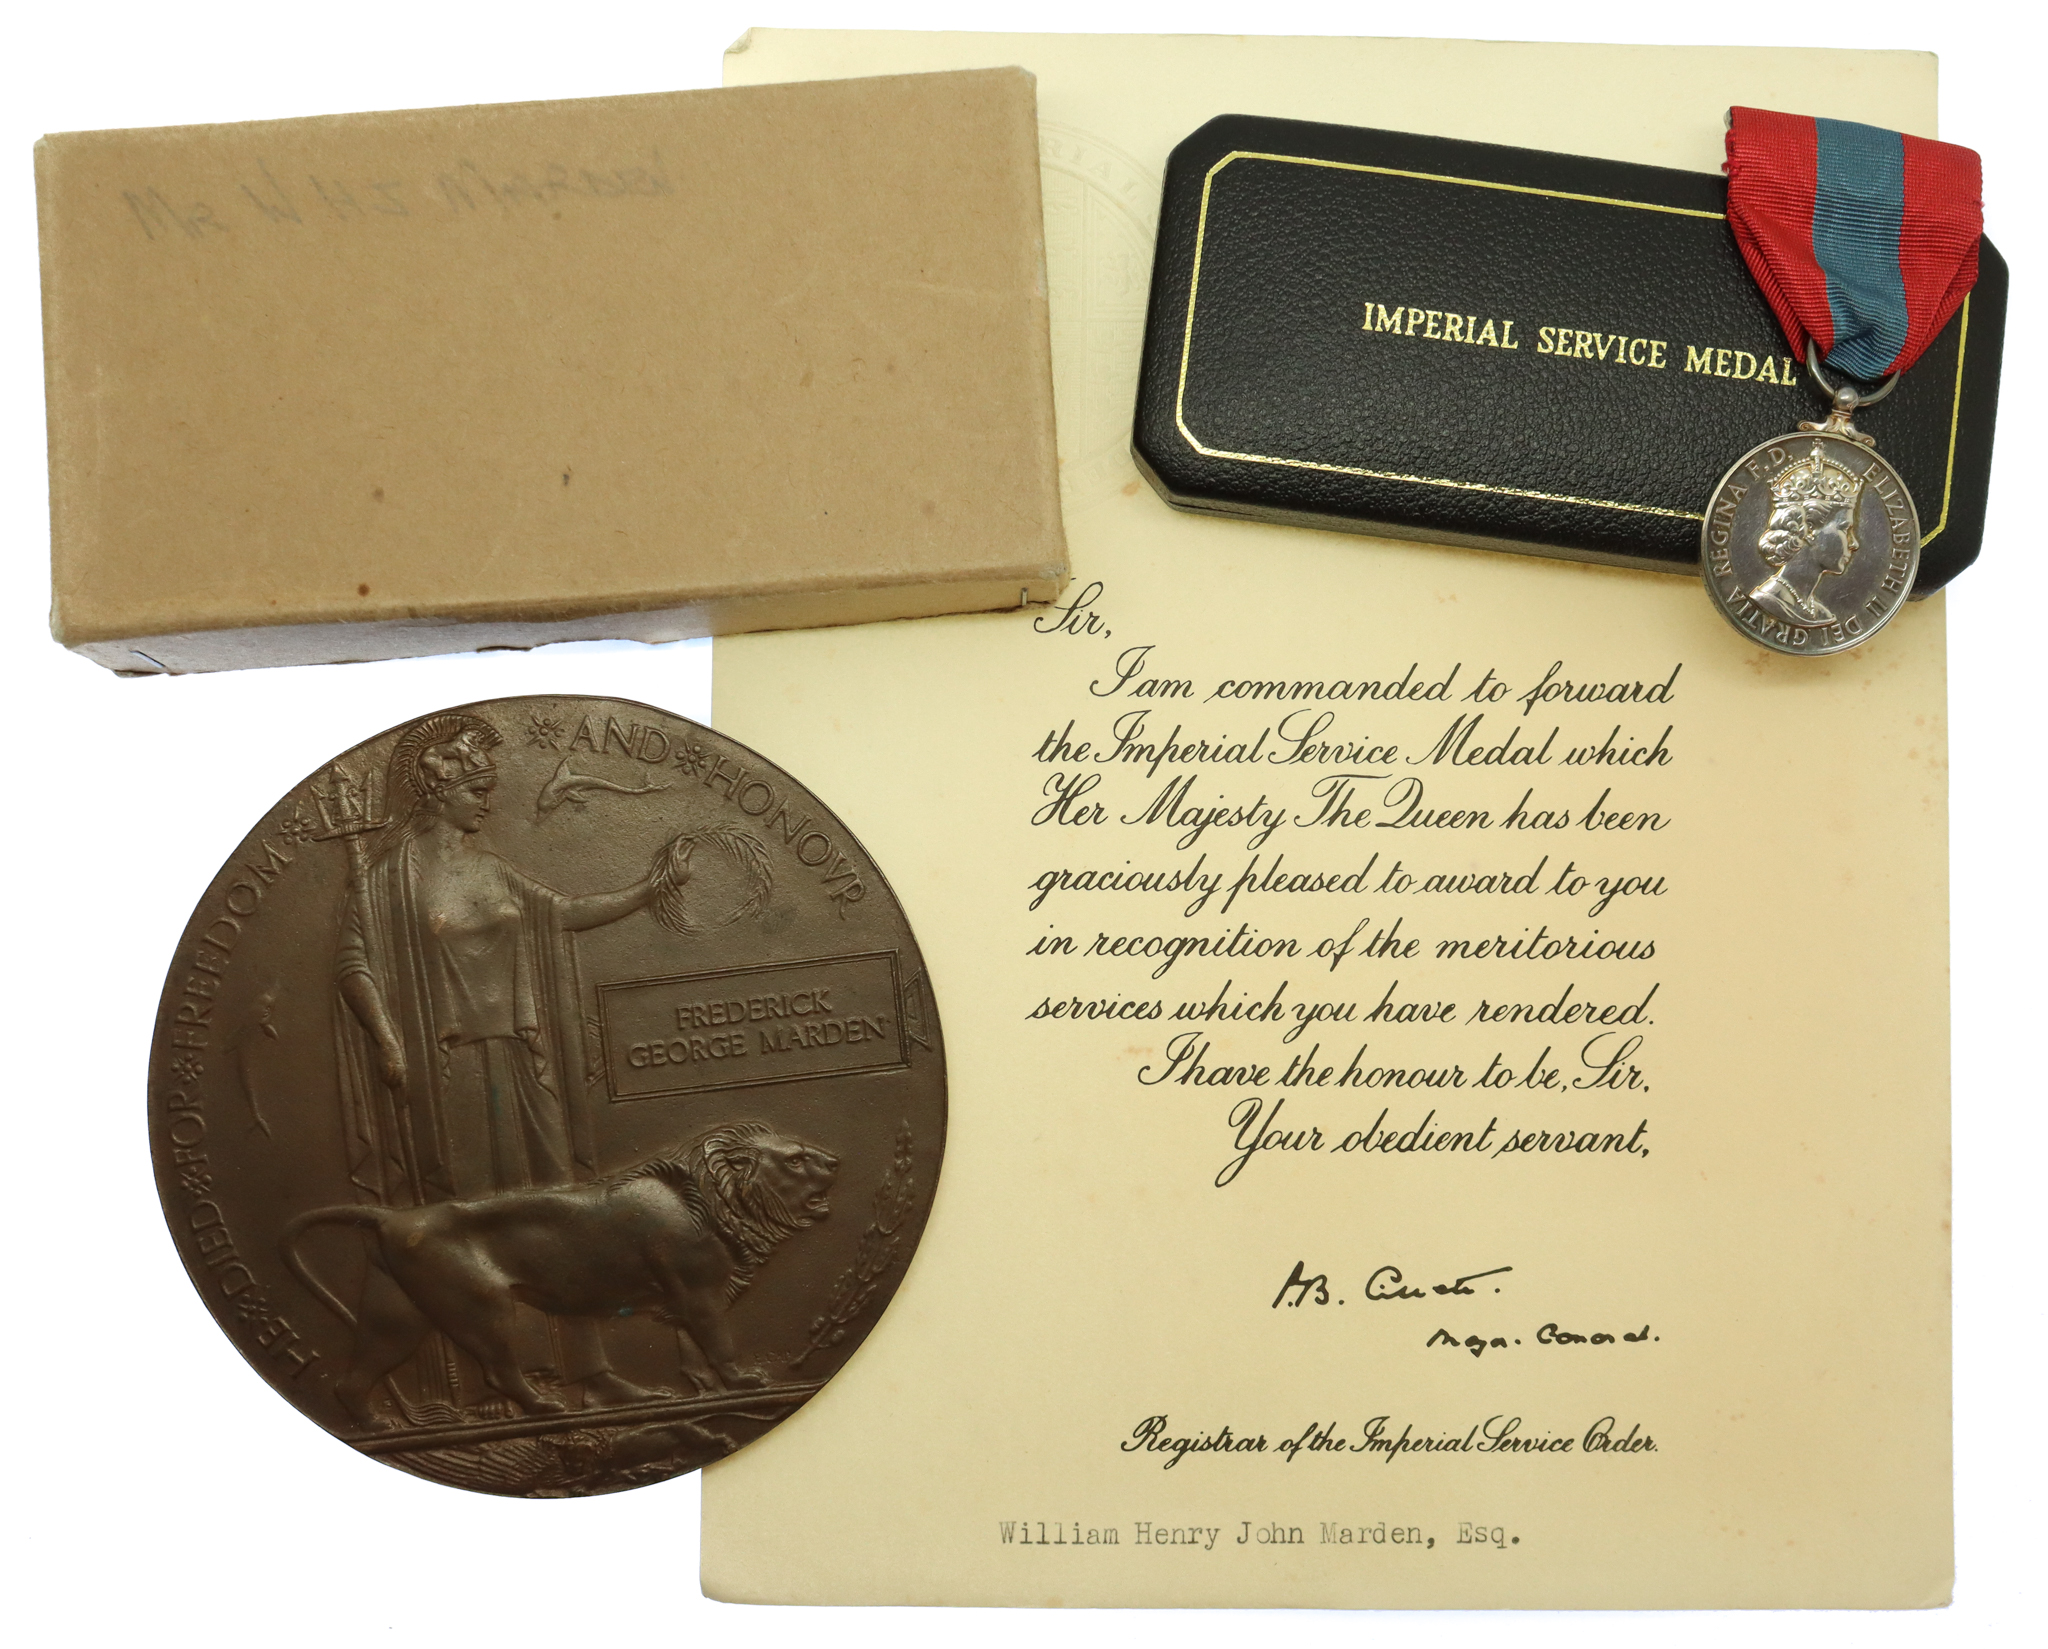 Mr W H J MARDEN
IMPERIAL SERVICE MEDAL
ELIZABETH II DEI GRATIA REGINA F.D.
HE DIED FOR FREEDOM AND HONOVR
FREDERICK
GEORGE MARDEN
Sir,
I am commanded to forward
the Imperial Service Medal which
Her Majesty The Queen has been
graciously pleased to award to you
in recognition of the meritorious
services which you have rendered.
I have the honour to be, Sir,
Your obedient servant,
Registrar of the Imperial Service Order.
William Henry John Marden, Esq.